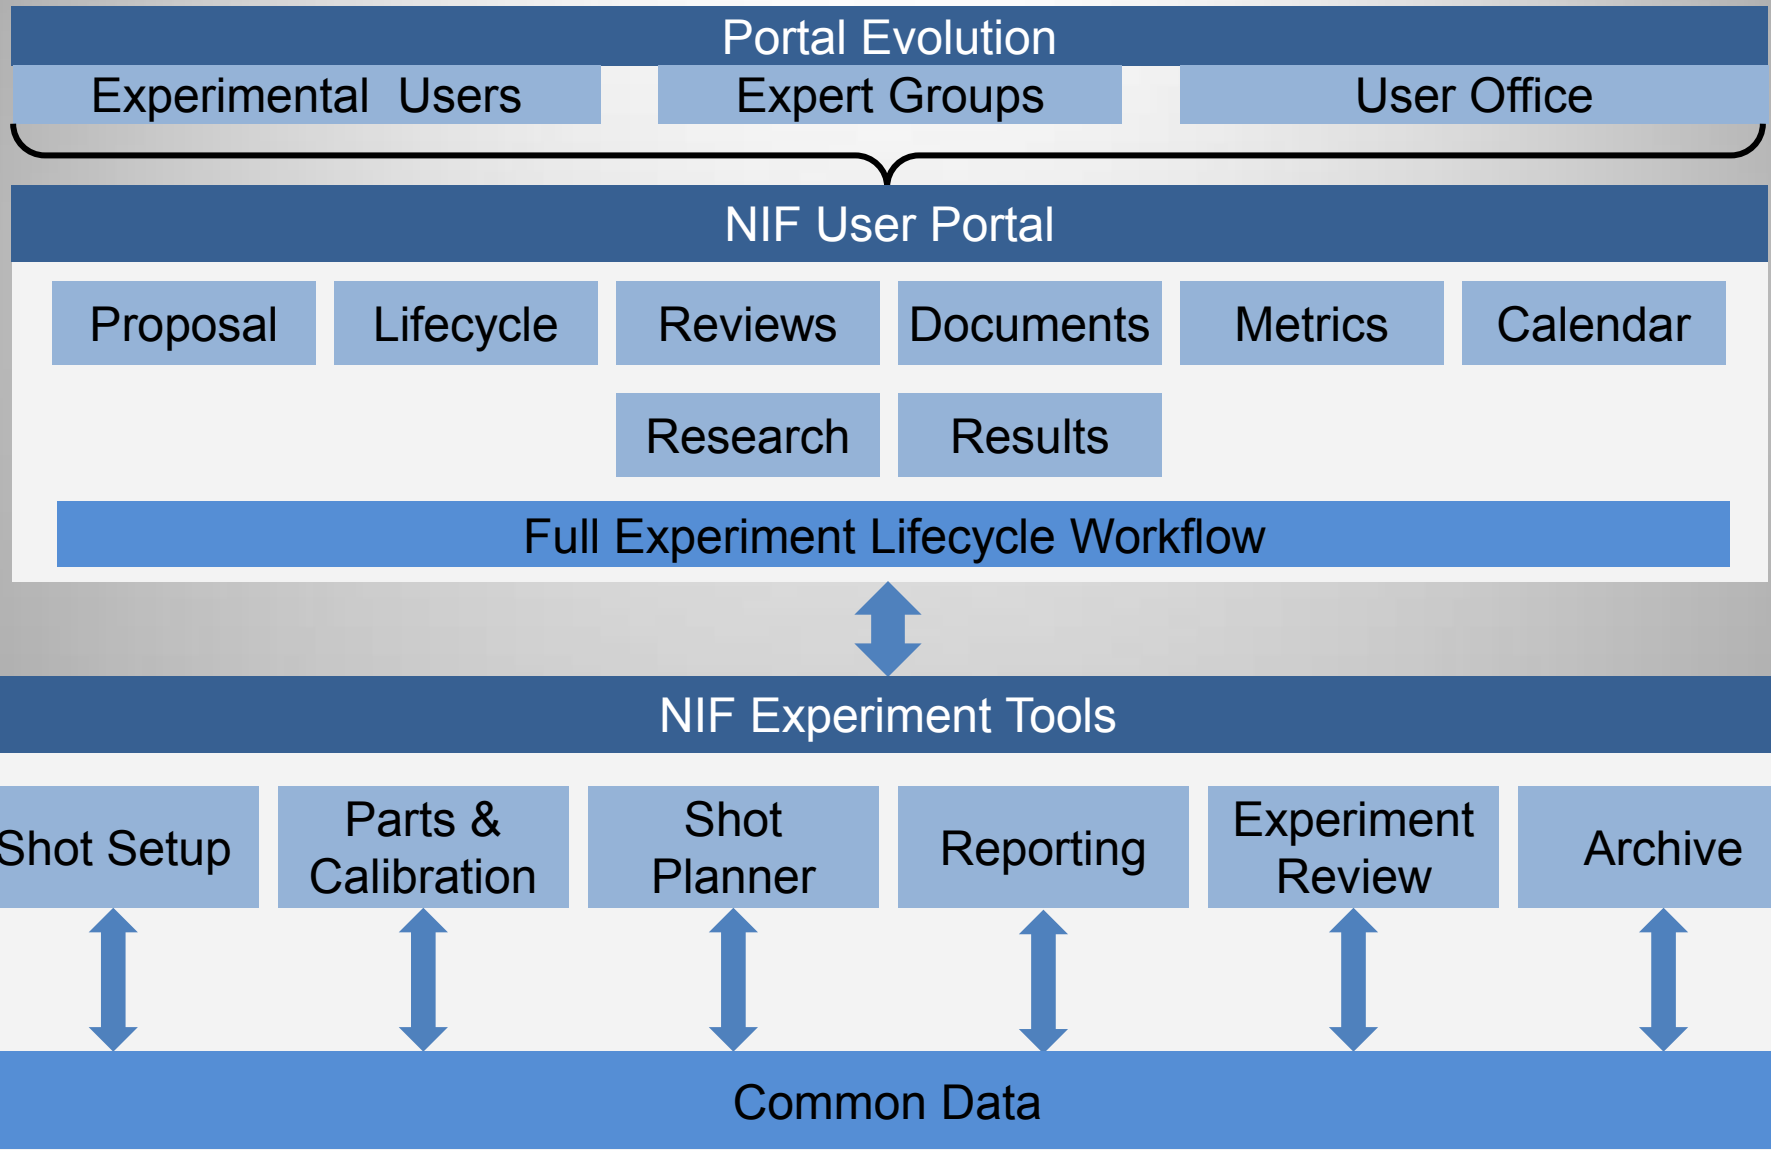 Portal Evolution
Experimental Users
Expert Groups
User Office
NIF User Portal
Proposal
Lifecycle
Reviews
Documents
Metrics
Calendar
Research
Results
Full Experiment Lifecycle Workflow
NIF Experiment Tools
Shot Setup
Parts &
Calibration
Shot
Planner
Reporting
Experiment
Review
Archive
Common Data